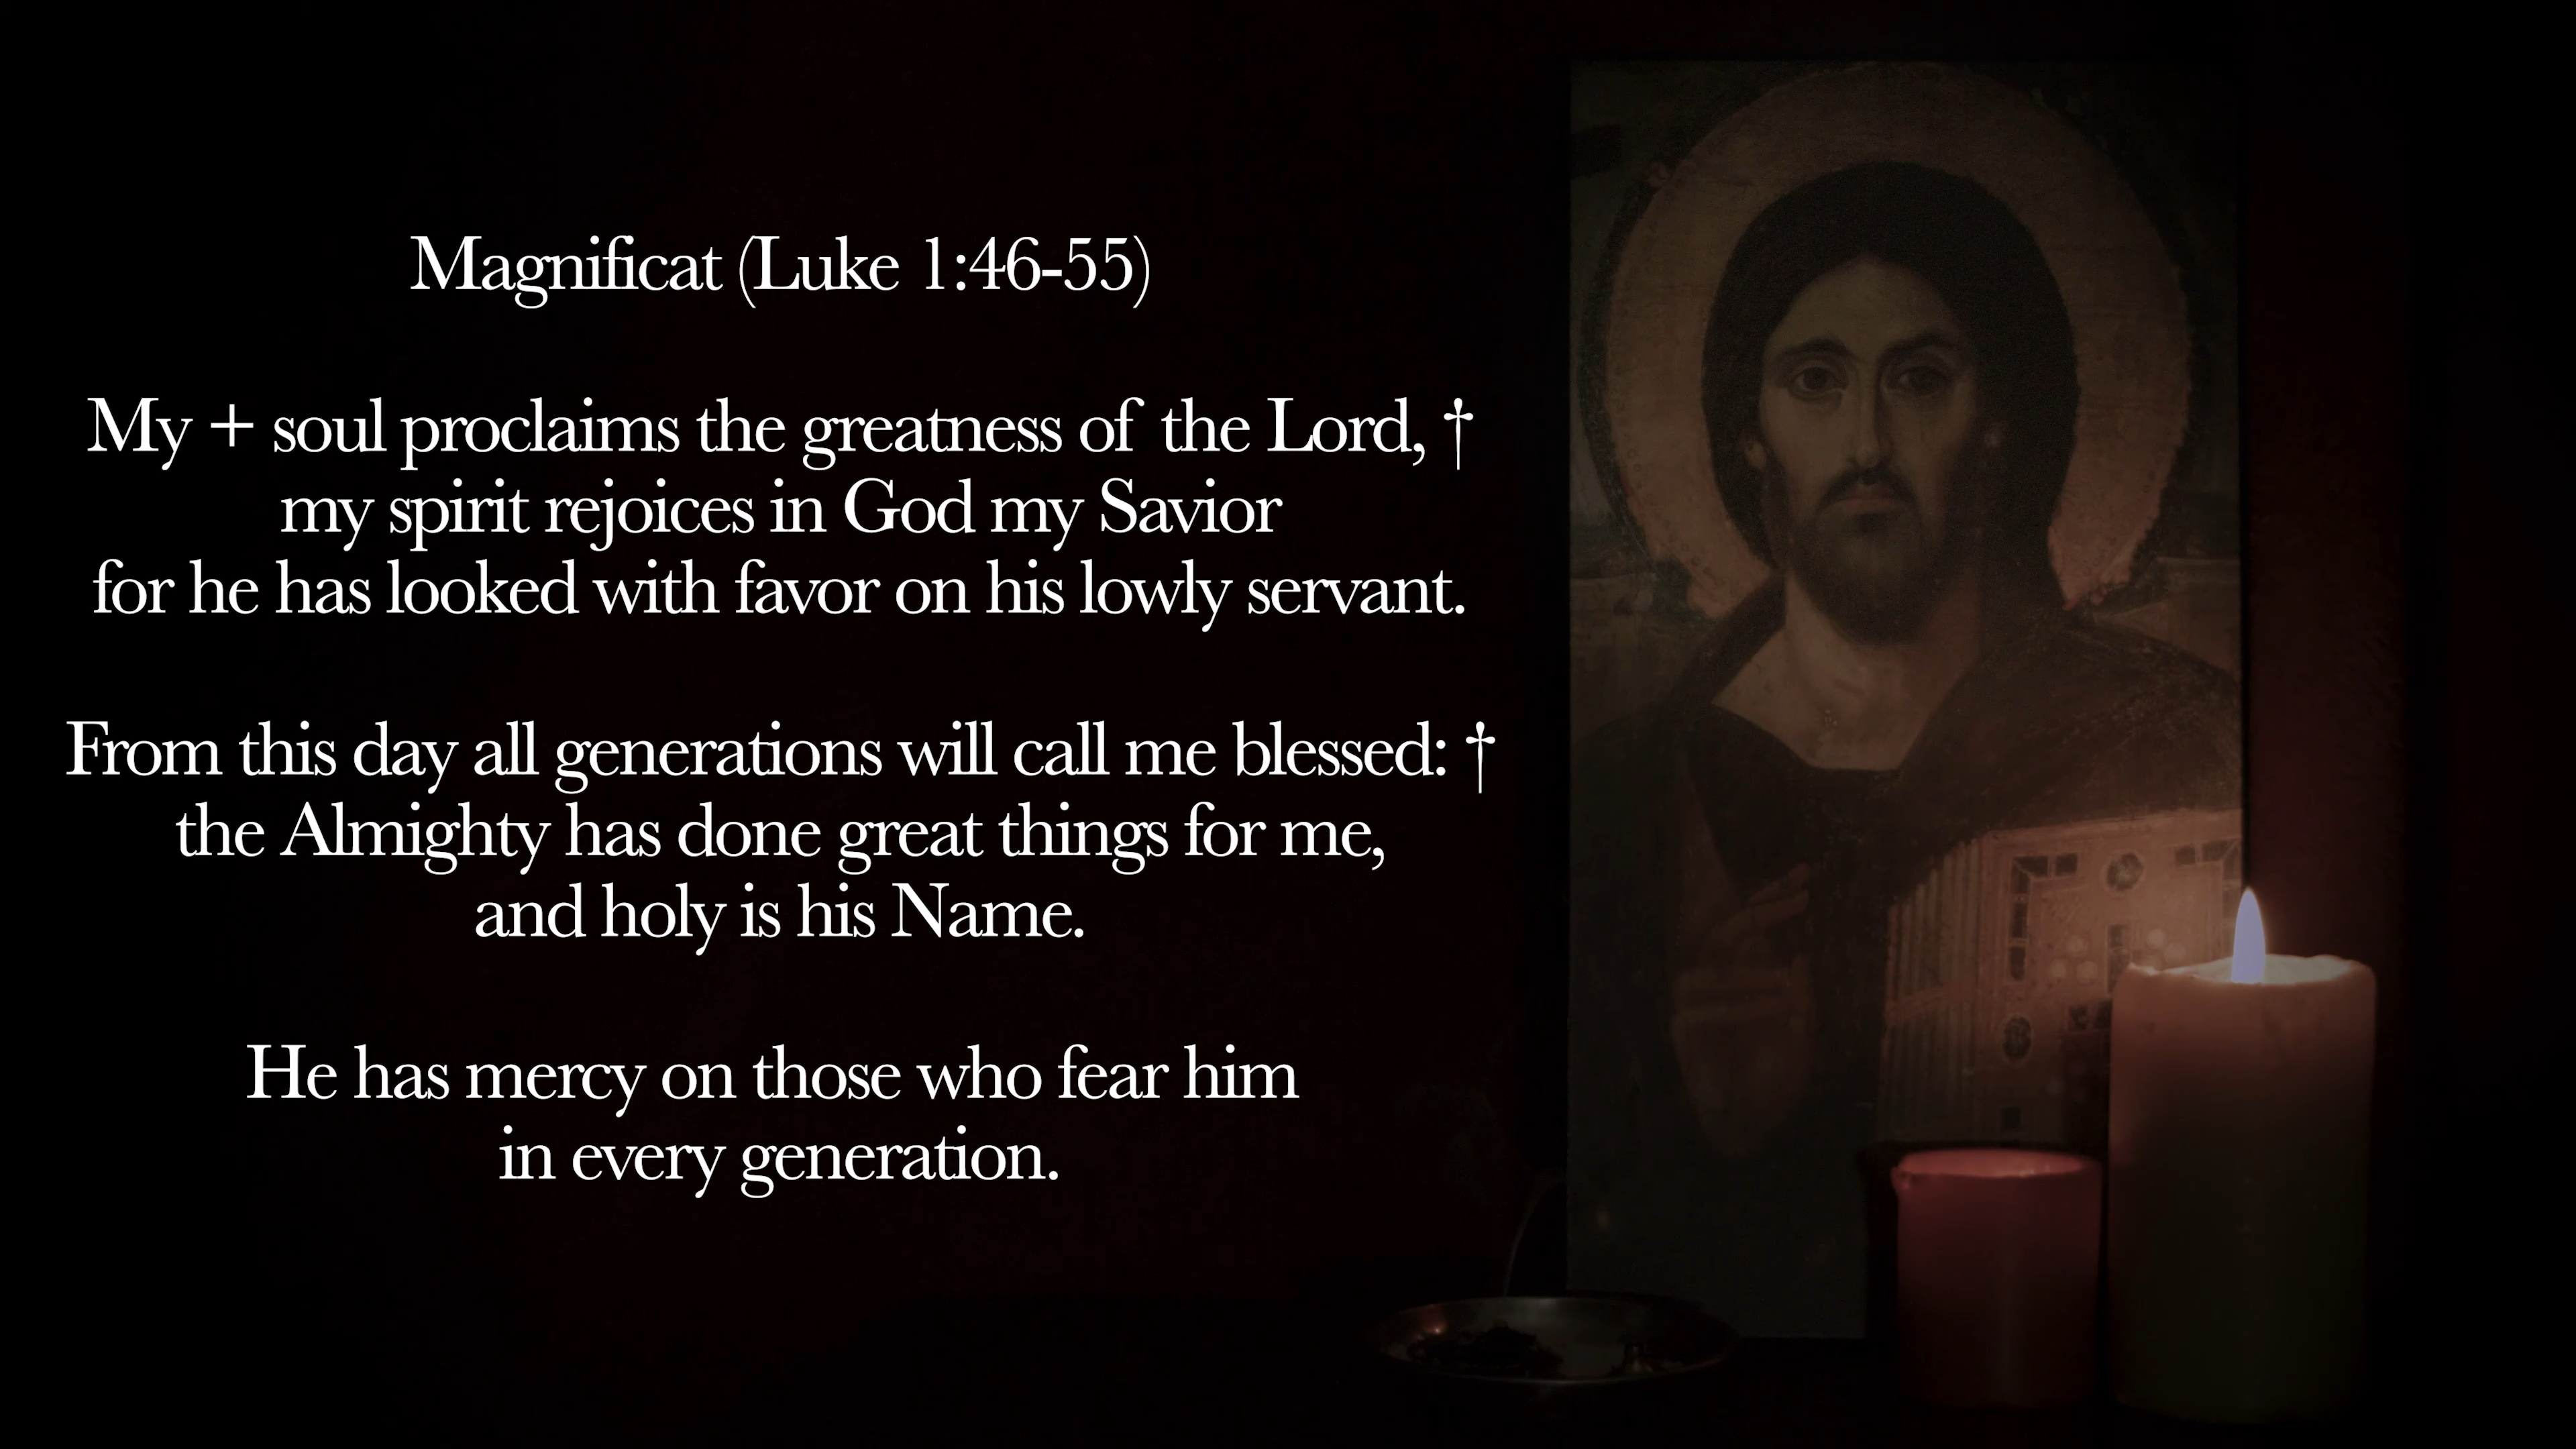 Magnificat (Luke 1:46-55)
My + soul proclaims the greatness of the Lord, †
my spirit rejoices in God my Savior
for he has looked with favor on his lowly servant.
From this day all generations will call me blessed: †
the Almighty has done great things for me,
and holy is his Name.
He has mercy on those who fear him
in every generation.